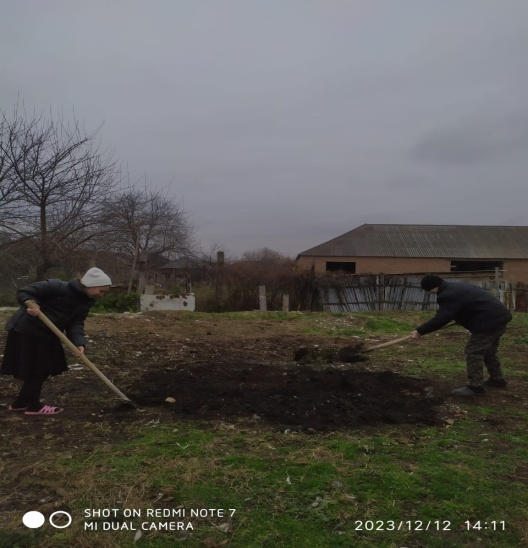 SHOT ON REDMI NOTE 7
MI DUAL CAMERA
2023/12/12 14:11